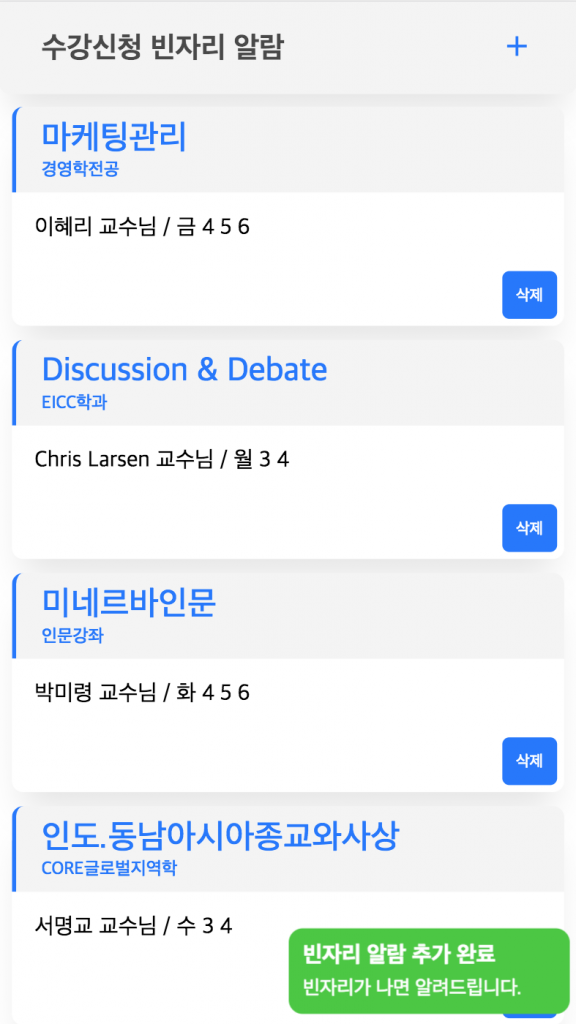 수강신청 빈자리 알람
+
마케팅관리
경영학전공
이혜리 교수님 / 금 4 5 6
삭제
Discussion & Debate
EICC학과
Chris Larsen 교수님 / 월 3 4
삭제
미네르바인문
인문강좌
박미령 교수님 / 화 4 5 6
삭제
인도.동남아시아종교와사상
CORE글로벌지역학
서명교 교수님 / 수 3 4
빈자리 알람 추가 완료
빈자리가 나면 알려드립니다.